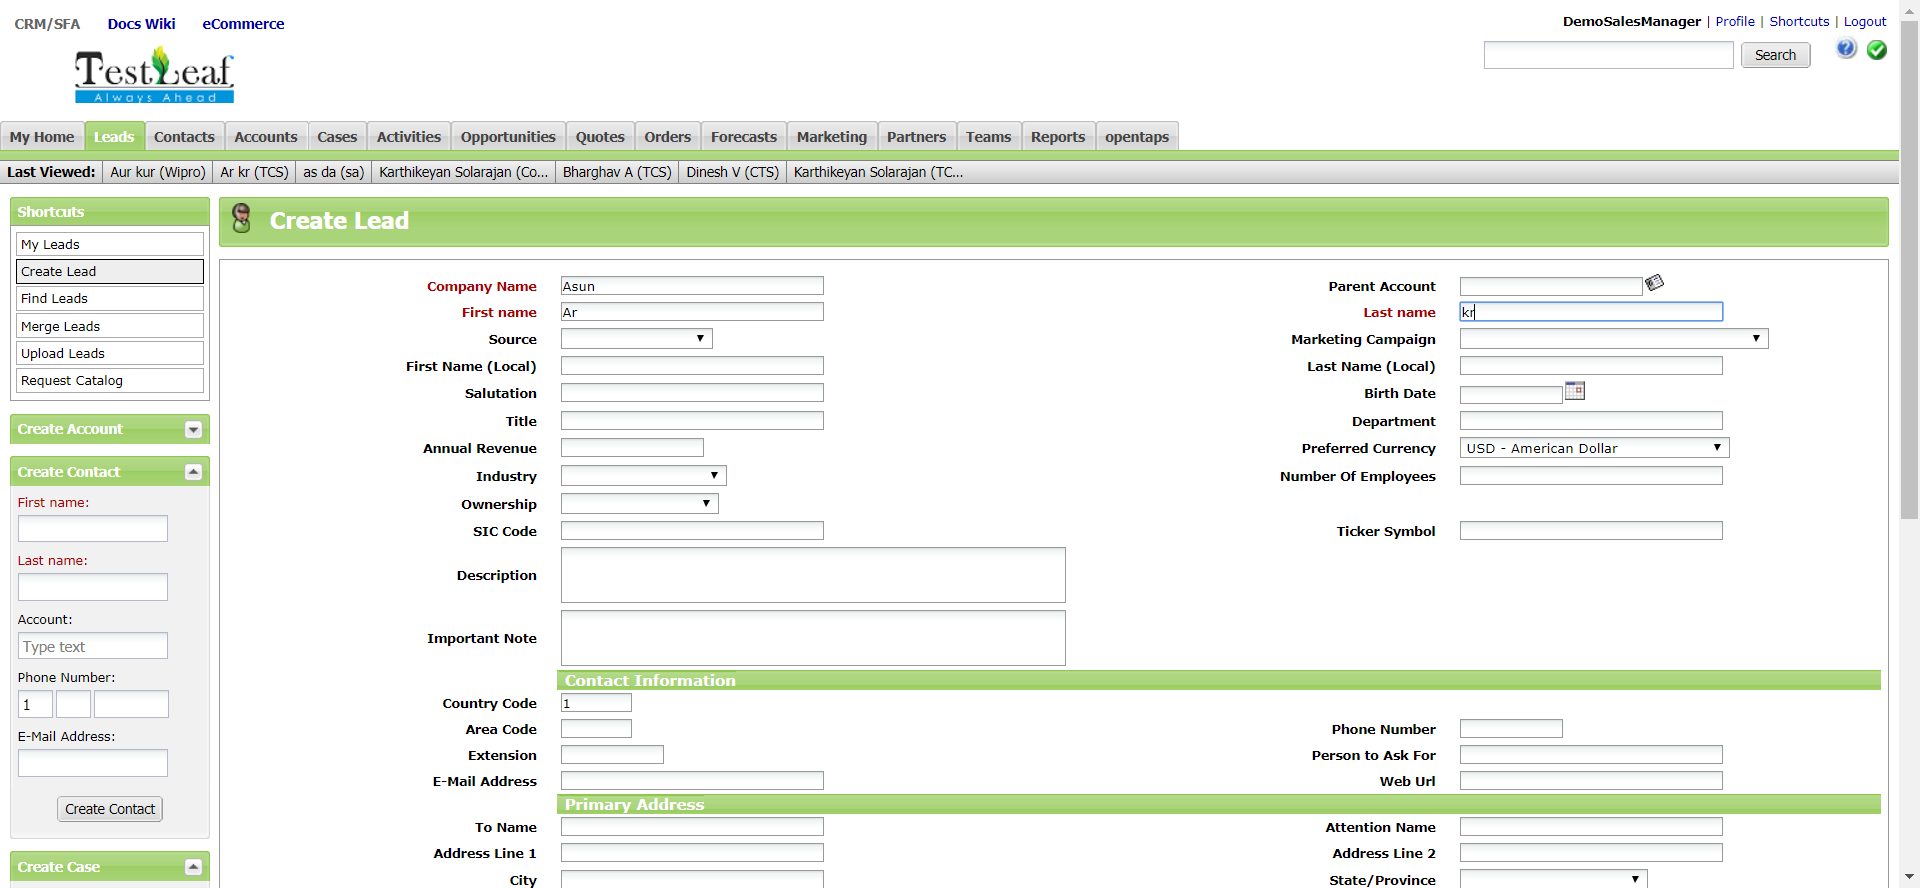 CRM/SFA Docs Wiki eCommerce
DemoSalesManager | Profile | Shortcuts | Logout
TestLeaf
Always Ahead
Search
My Home Leads Contacts Accounts Cases Activities Opportunities Quotes Orders Forecasts Marketing Partners Teams Reports opentaps
Last Viewed: Aur kur (Wipro) Ar kr (TCS) as da (sa) Karthikeyan Solarajan (Co... Bharghav A (TCS) Dinesh V (CTS) Karthikeyan Solarajan (TC...
Shortcuts
My Leads
Create Lead
Find Leads
Merge Leads
Upload Leads
Request Catalog
Create Account
Create Contact
First name:
Last name:
Account:
Type text
Phone Number:
1
E-Mail Address:
Create Contact
Create Case
Create Lead
Company Name Asun Parent Account
First name Ar Last name kr
Source Marketing Campaign
First Name (Local) Last Name (Local)
Salutation Birth Date
Title Department
Annual Revenue Preferred Currency USD - American Dollar
Industry Number Of Employees
Ownership
SIC Code Ticker Symbol
Description
Important Note
Contact Information
Country Code 1
Area Code Phone Number
Extension Person to Ask For
E-Mail Address Web Url
Primary Address
To Name Attention Name
Address Line 1 Address Line 2
City State/Province